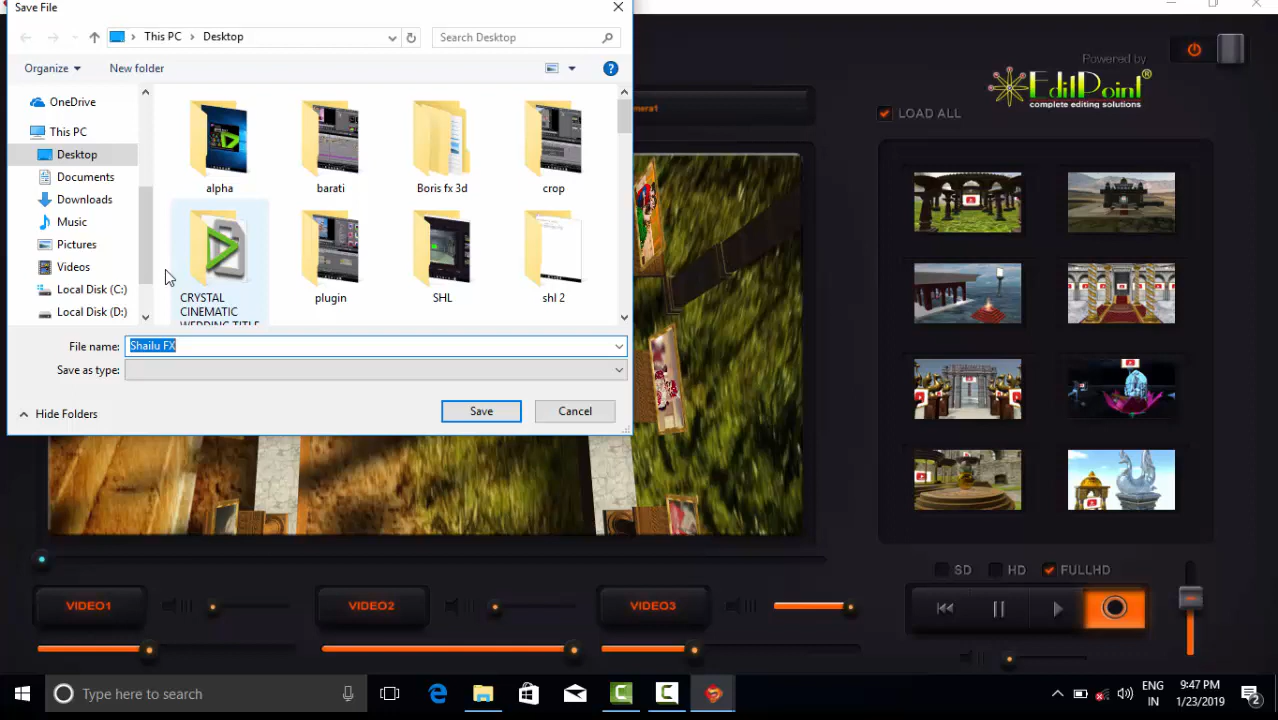 Save File
This PC
Desktop
Search Desktop
Organize
New folder
OneDrive
This PC
Desktop
Documents
Downloads
Music
Pictures
Videos
Local Disk (C:)
Local Disk (D:)
alpha
barati
Boris fx 3d
crop
CRYSTAL
CINEMATIC
WEDDING TITLE
plugin
SHL
shl 2
File name:
Shailu FX
Save as type:
Hide Folders
Save
Cancel
Powered by
EditPoint®
complete editing solutions
LOAD ALL
SD
HD
FULLHD
VIDEO1
VIDEO2
VIDEO3
Type here to search
ENG
IN
9:47 PM
1/23/2019
2